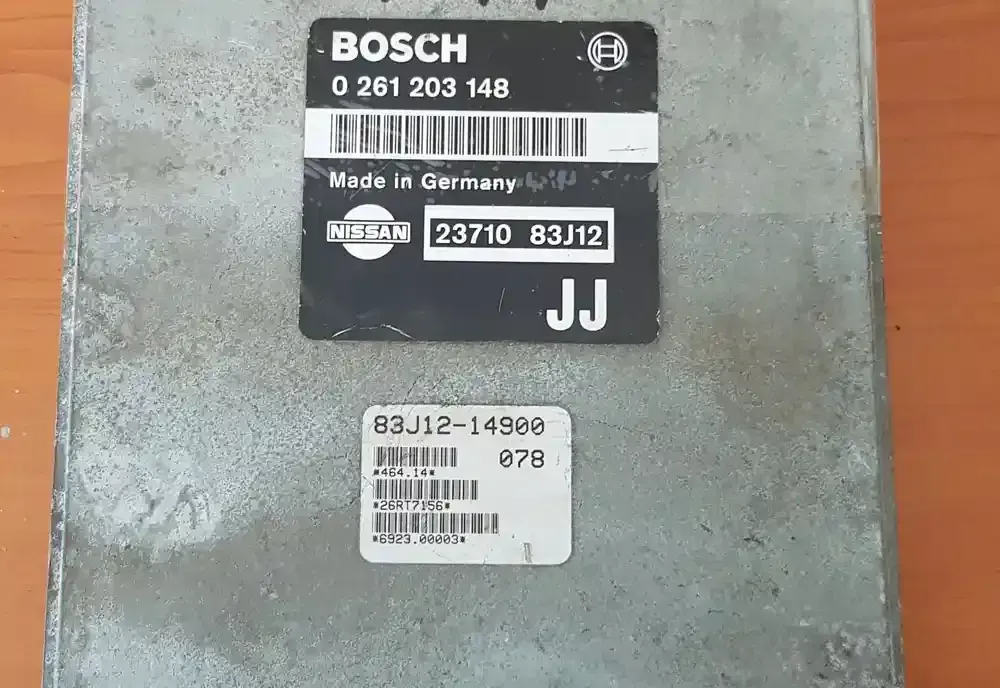 BOSCH
0 261 203 148
Made in Germany
NISSAN
23710 83J12
JJ
83J12-14900
078
*464.14*
*26RT7156*
*6923.00003*